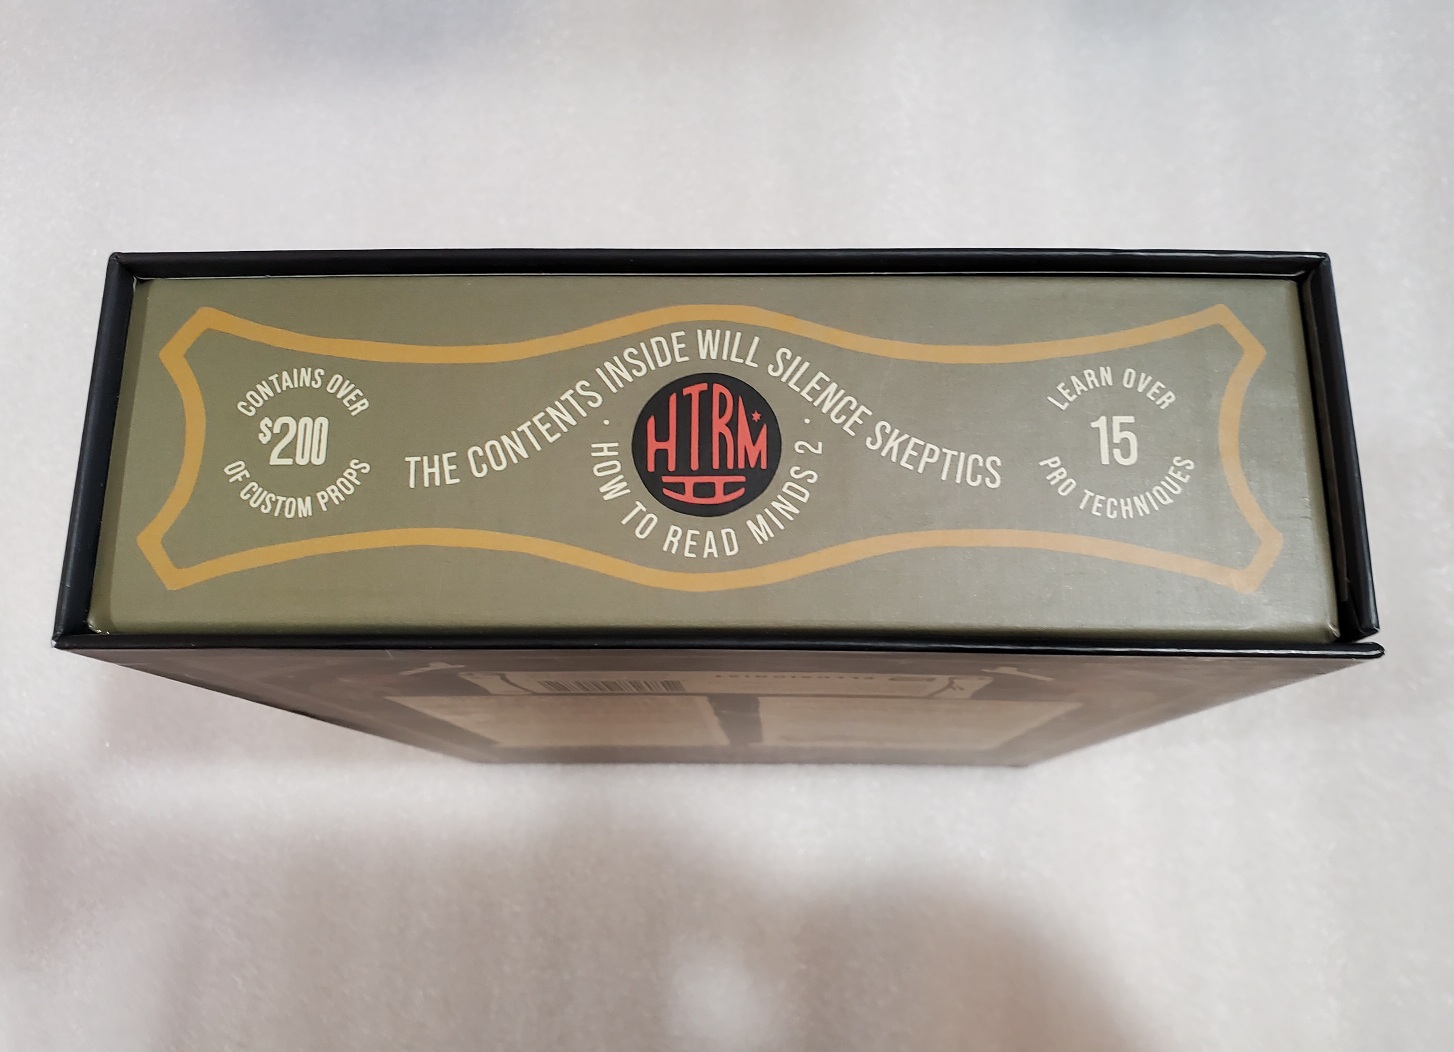 CONTAINS OVER
$200
OF CUSTOM PROPS
THE CONTENTS INSIDE WILL SILENCE SKEPTICS
HTRM
II
· HOW TO READ MINDS 2 ·
LEARN OVER
15
PRO TECHNIQUES